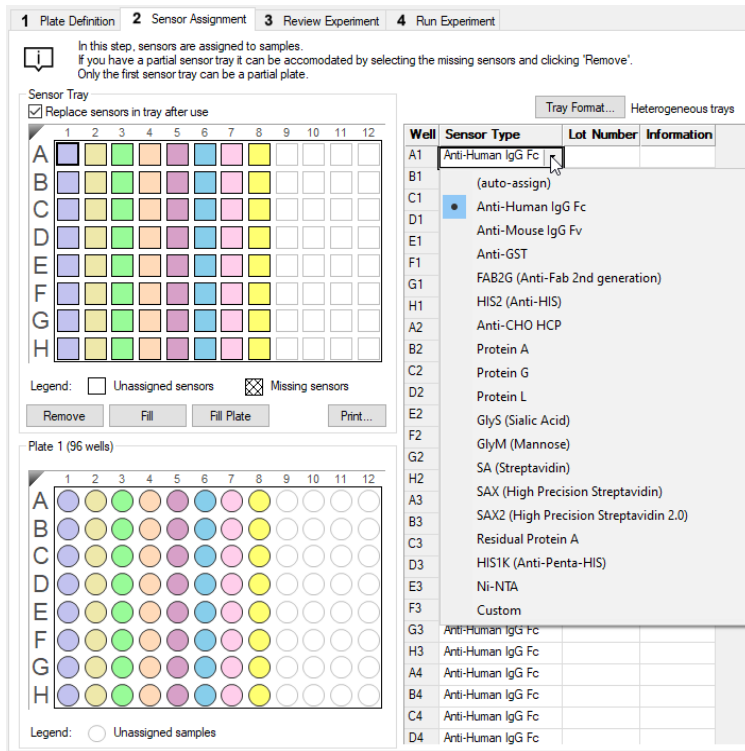 1 Plate Definition 2 Sensor Assignment 3 Review Experiment 4 Run Experiment
In this step, sensors are assigned to samples.
If you have a partial sensor tray it can be accomodated by selecting the missing sensors and clicking 'Remove'.
Only the first sensor tray can be a partial plate.
Sensor Tray
Replace sensors in tray after use
1 2 3 4 5 6 7 8 9 10 11 12
A
B
C
D
E
F
G
H
Legend: Unassigned sensors Missing sensors
Remove Fill Fill Plate Print...
Plate 1 (96 wells)
1 2 3 4 5 6 7 8 9 10 11 12
A
B
C
D
E
F
G
H
Legend: Unassigned samples
Tray Format... Heterogeneous trays
Well Sensor Type Lot Number Information
A1 Anti-Human IgG Fc
B1
C1
D1
E1
F1
G1
H1
A2
B2
C2
D2
E2
F2
G2
H2
A3
B3
C3
D3
E3
F3
(auto-assign)
Anti-Human IgG Fc
Anti-Mouse IgG Fv
Anti-GST
FAB2G (Anti-Fab 2nd generation)
HIS2 (Anti-HIS)
Anti-CHO HCP
Protein A
Protein G
Protein L
GlyS (Sialic Acid)
GlyM (Mannose)
SA (Streptavidin)
SAX (High Precision Streptavidin)
SAX2 (High Precision Streptavidin 2.0)
Residual Protein A
HIS1K (Anti-Penta-HIS)
Ni-NTA
Custom
G3 Anti-Human IgG Fc
H3 Anti-Human IgG Fc
A4 Anti-Human IgG Fc
B4 Anti-Human IgG Fc
C4 Anti-Human IgG Fc
D4 Anti-Human IgG Fc